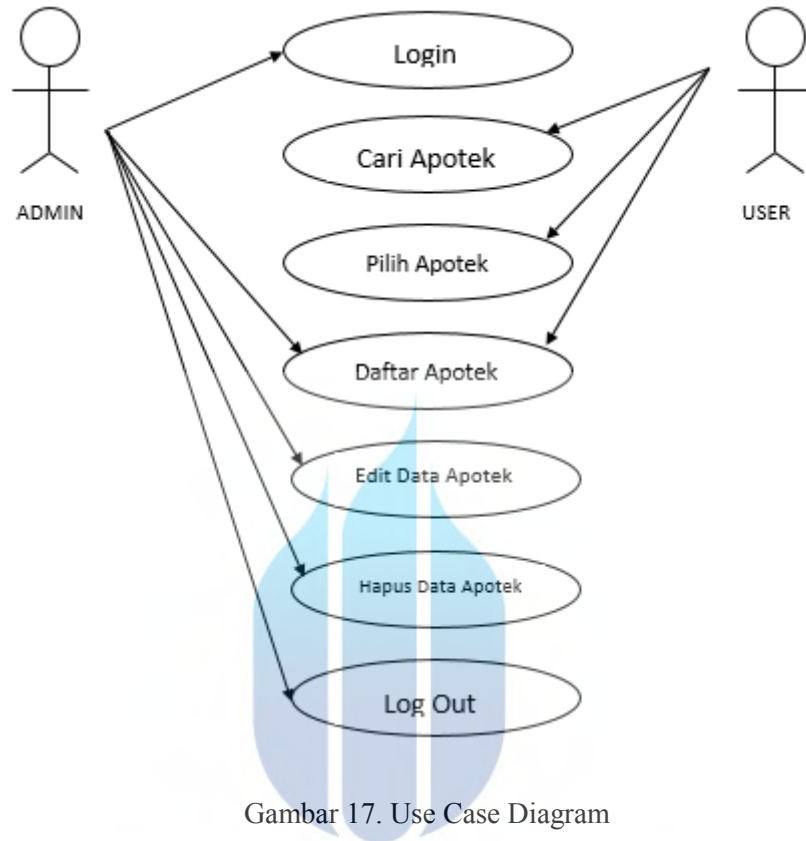 Login
Cari Apotek
ADMIN
USER
Pilih Apotek
Daftar Apotek
Edit Data Apotek
Hapus Data Apotek
Log Out
Gambar 17. Use Case Diagram